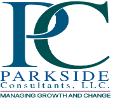 PC
PARKSIDE
Consultants, LLC.
MANAGING GROWTH AND CHANGE